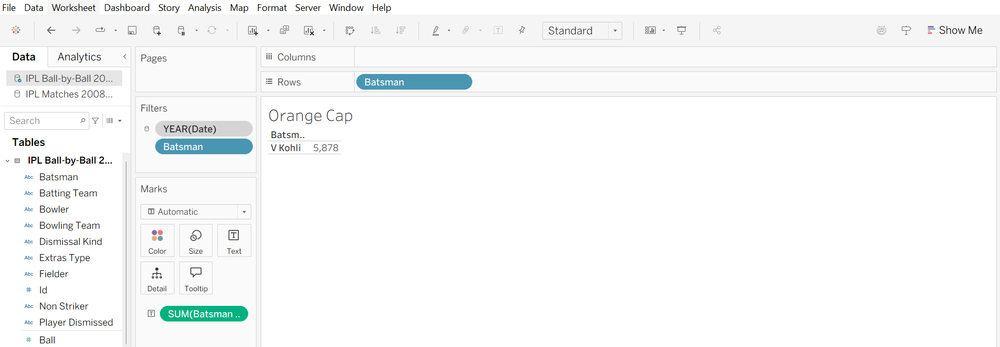 File Data Worksheet Dashboard Story Analysis Map Format Server Window Help
Standard
Show Me
Data Analytics
IPL Ball-by-Ball 20...
IPL Matches 2008...
Search
Tables
IPL Ball-by-Ball 2...
Abc Batsman
Abc Batting Team
Abc Bowler
Abc Bowling Team
Abc Dismissal Kind
Abc Extras Type
Abc Fielder
# Id
Abc Non Striker
Abc Player Dismissed
# Ball
Pages
Filters
YEAR(Date)
Batsman
Marks
T Automatic
Color Size T Text
Detail Tooltip
T SUM(Batsman ..
Columns
Rows Batsman
Orange Cap
Batsm..
V Kohli 5,878